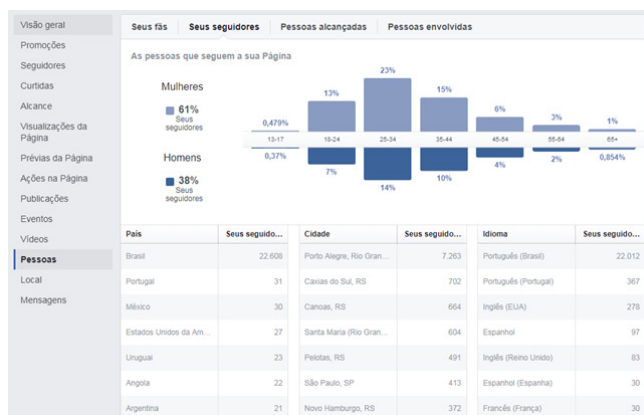 Visão geral
Promoções
Seguidores
Curtidas
Alcance
Visualizações da
Página
Prévias da Página
Ações na Página
Publicações
Eventos
Vídeos
Pessoas
Local
Mensagens
Seus fãs Seus seguidores Pessoas alcançadas Pessoas envolvidas
As pessoas que seguem a sua Página
Mulheres
61%
Seus
seguidores
0,479% 13% 23% 15% 6% 3% 1%
13-17 18-24 25-34 35-44 45-54 55-64 65+
Homens
38%
Seus
seguidores
0,37% 7% 14% 10% 4% 2% 0,854%
País Seus seguido... Cidade Seus seguido... Idioma Seus seguido...
Brasil 22.608 Porto Alegre, Rio Gran... 7.263 Português (Brasil) 22.012
Portugal 31 Caxias do Sul, RS 702 Português (Portugal) 367
México 30 Canoas, RS 664 Inglês (EUA) 278
Estados Unidos da Am... 27 Santa Maria (Rio Gran... 604 Espanhol 97
Uruguai 23 Pelotas, RS 491 Inglês (Reino Unido) 83
Angola 22 São Paulo, SP 413 Espanhol (Espanha) 30
Argentina 21 Novo Hamburgo, RS 372 Francês (França) 30